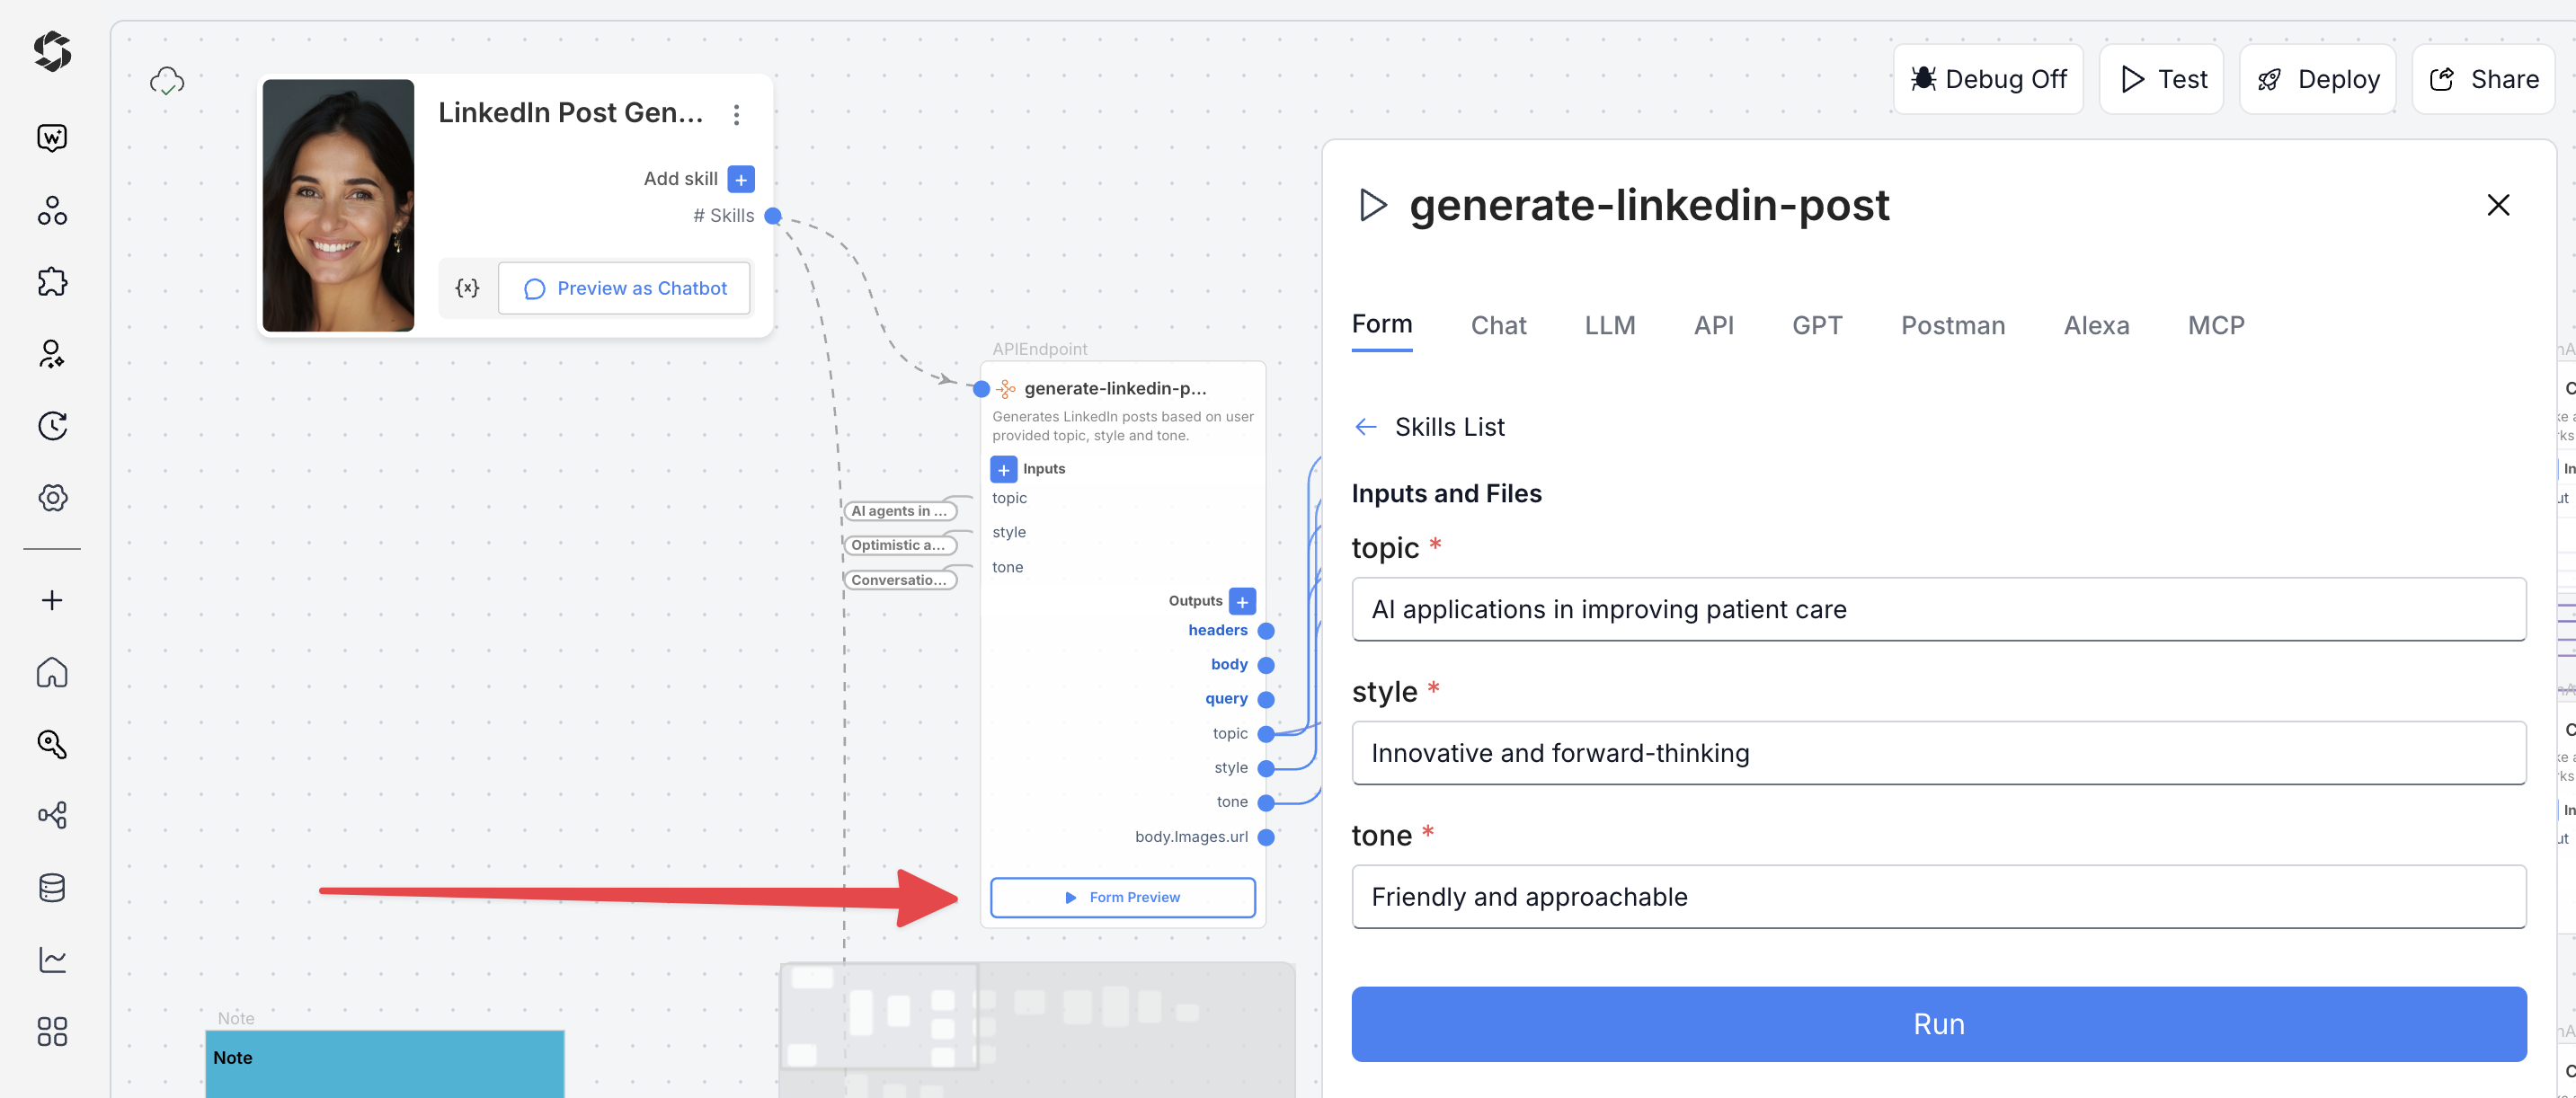 LinkedIn Post Gen...
Add skill
# Skills
{x}
Preview as Chatbot
Debug Off
Test
Deploy
Share
APIEndpoint
generate-linkedin-p...
Generates LinkedIn posts based on user
provided topic, style and tone.
Inputs
topic
style
tone
AI agents in ...
Optimistic a...
Conversatio...
Outputs
headers
body
query
topic
style
tone
body.Images.url
Form Preview
Note
Note
generate-linkedin-post
Form
Chat
LLM
API
GPT
Postman
Alexa
MCP
Skills List
Inputs and Files
topic *
AI applications in improving patient care
style *
Innovative and forward-thinking
tone *
Friendly and approachable
Run